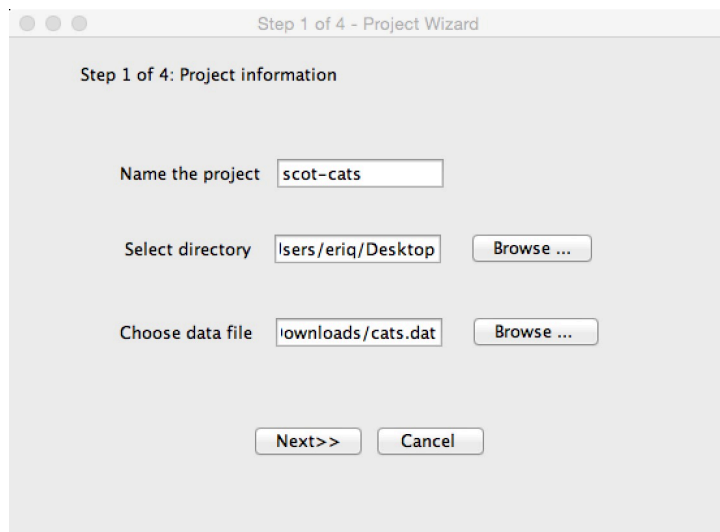 Step 1 of 4 - Project Wizard
Step 1 of 4: Project information
Name the project scot-cats
Select directory sers/eriq/Desktop Browse ...
Choose data file ownloads/cats.dat Browse ...
Next>> Cancel